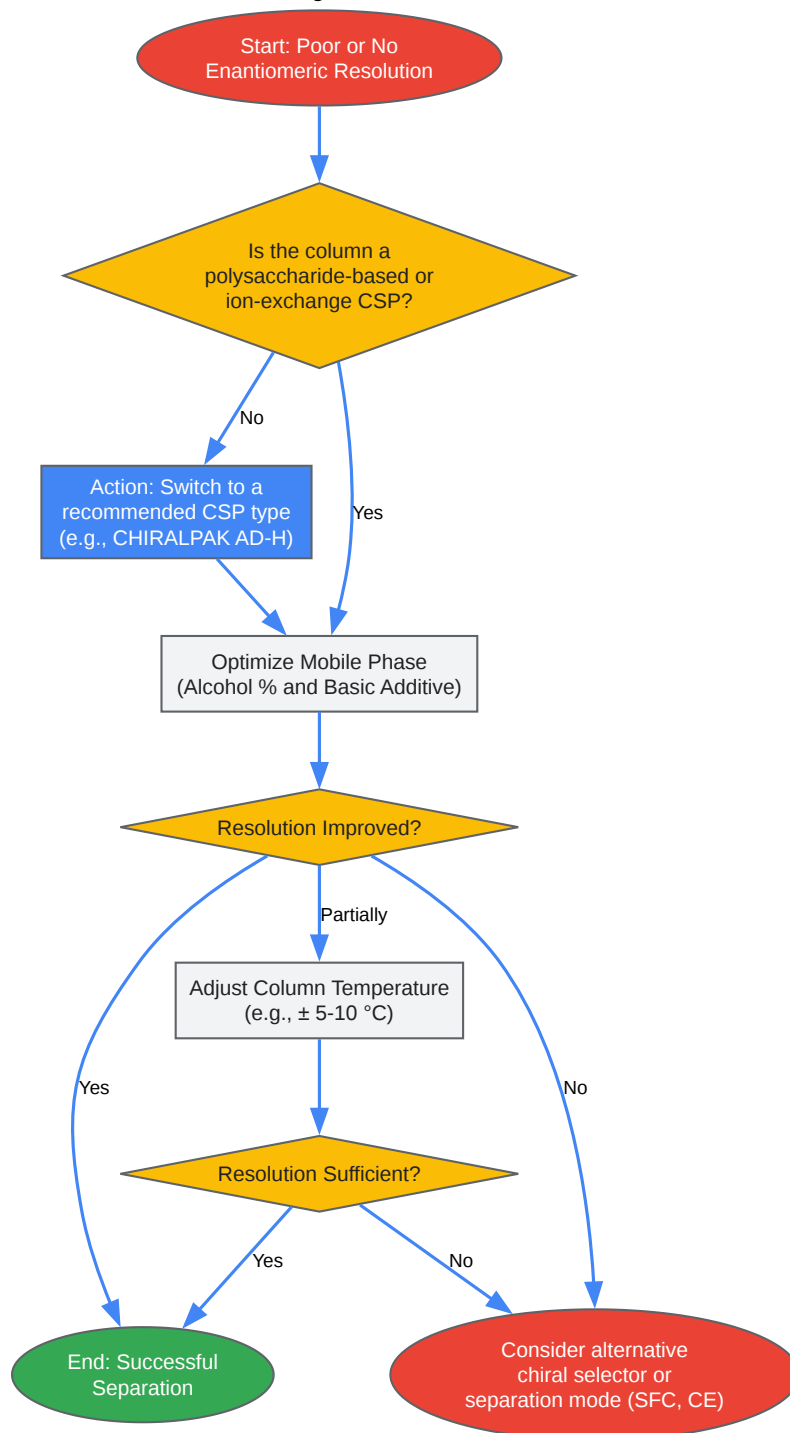 Start: Poor or No
Enantiomeric Resolution
Is the column a
polysaccharide-based or
ion-exchange CSP?
No
Action: Switch to a
recommended CSP type
(e.g., CHIRALPAK AD-H)
Yes
Optimize Mobile Phase
(Alcohol % and Basic Additive)
Resolution Improved?
Partially
Adjust Column Temperature
(e.g., ± 5-10 °C)
Yes
No
Resolution Sufficient?
Yes
No
End: Successful
Separation
Consider alternative
chiral selector or
separation mode (SFC, CE)